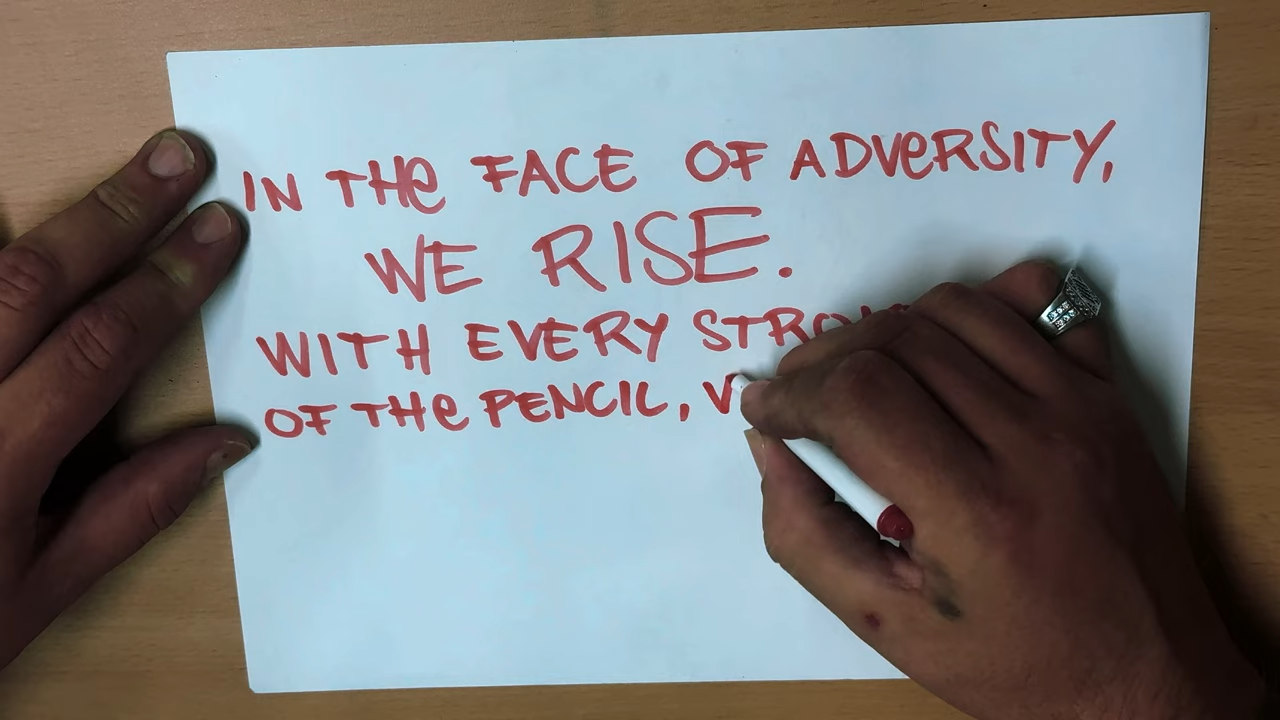 IN THE FACE OF ADVERSITY,
WE RISE.
WITH EVERY
OF THE PENCIL,